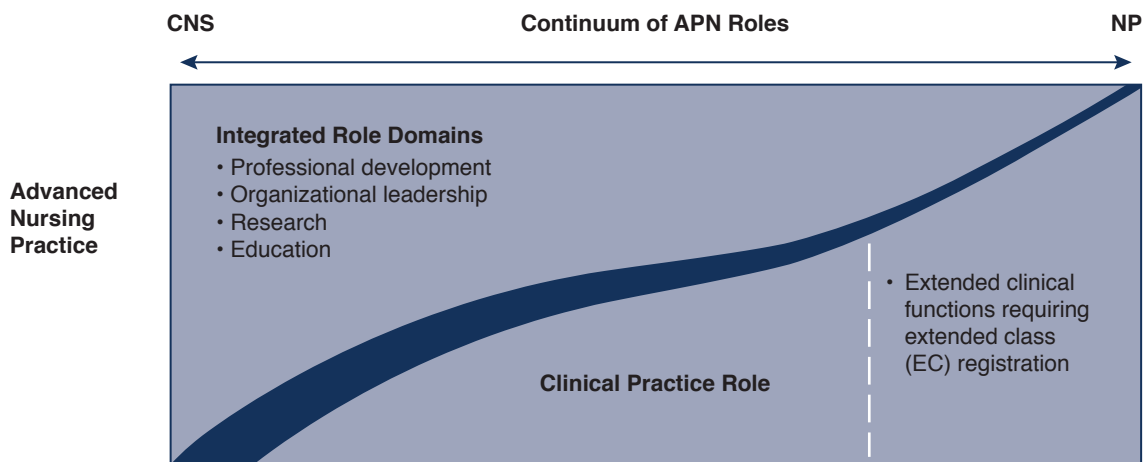 CNS Continuum of APN Roles NP
Integrated Role Domains
• Professional development
• Organizational leadership
• Research
• Education
Advanced
Nursing
Practice
• Extended clinical
functions requiring
extended class
(EC) registration
Clinical Practice Role